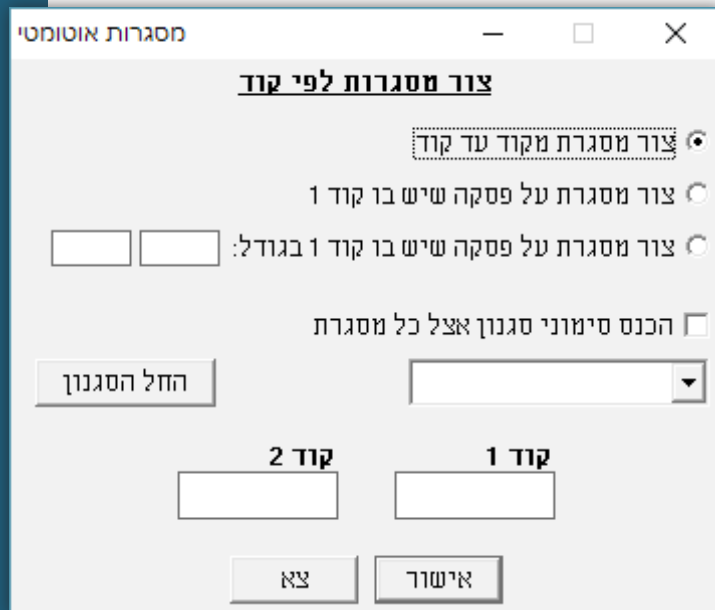 מסגרות אוטומטי
צור מסגרות לפי קוד
צור מסגרת מקוד עד קוד
צור מסגרת על פסקה שיש בו קוד 1
צור מסגרת על פסקה שיש בו קוד 1 בגודל:
הכנס סימוני סגנון אצל כל מסגרת
החל הסגנון
קוד 1 קוד 2
אישור צא